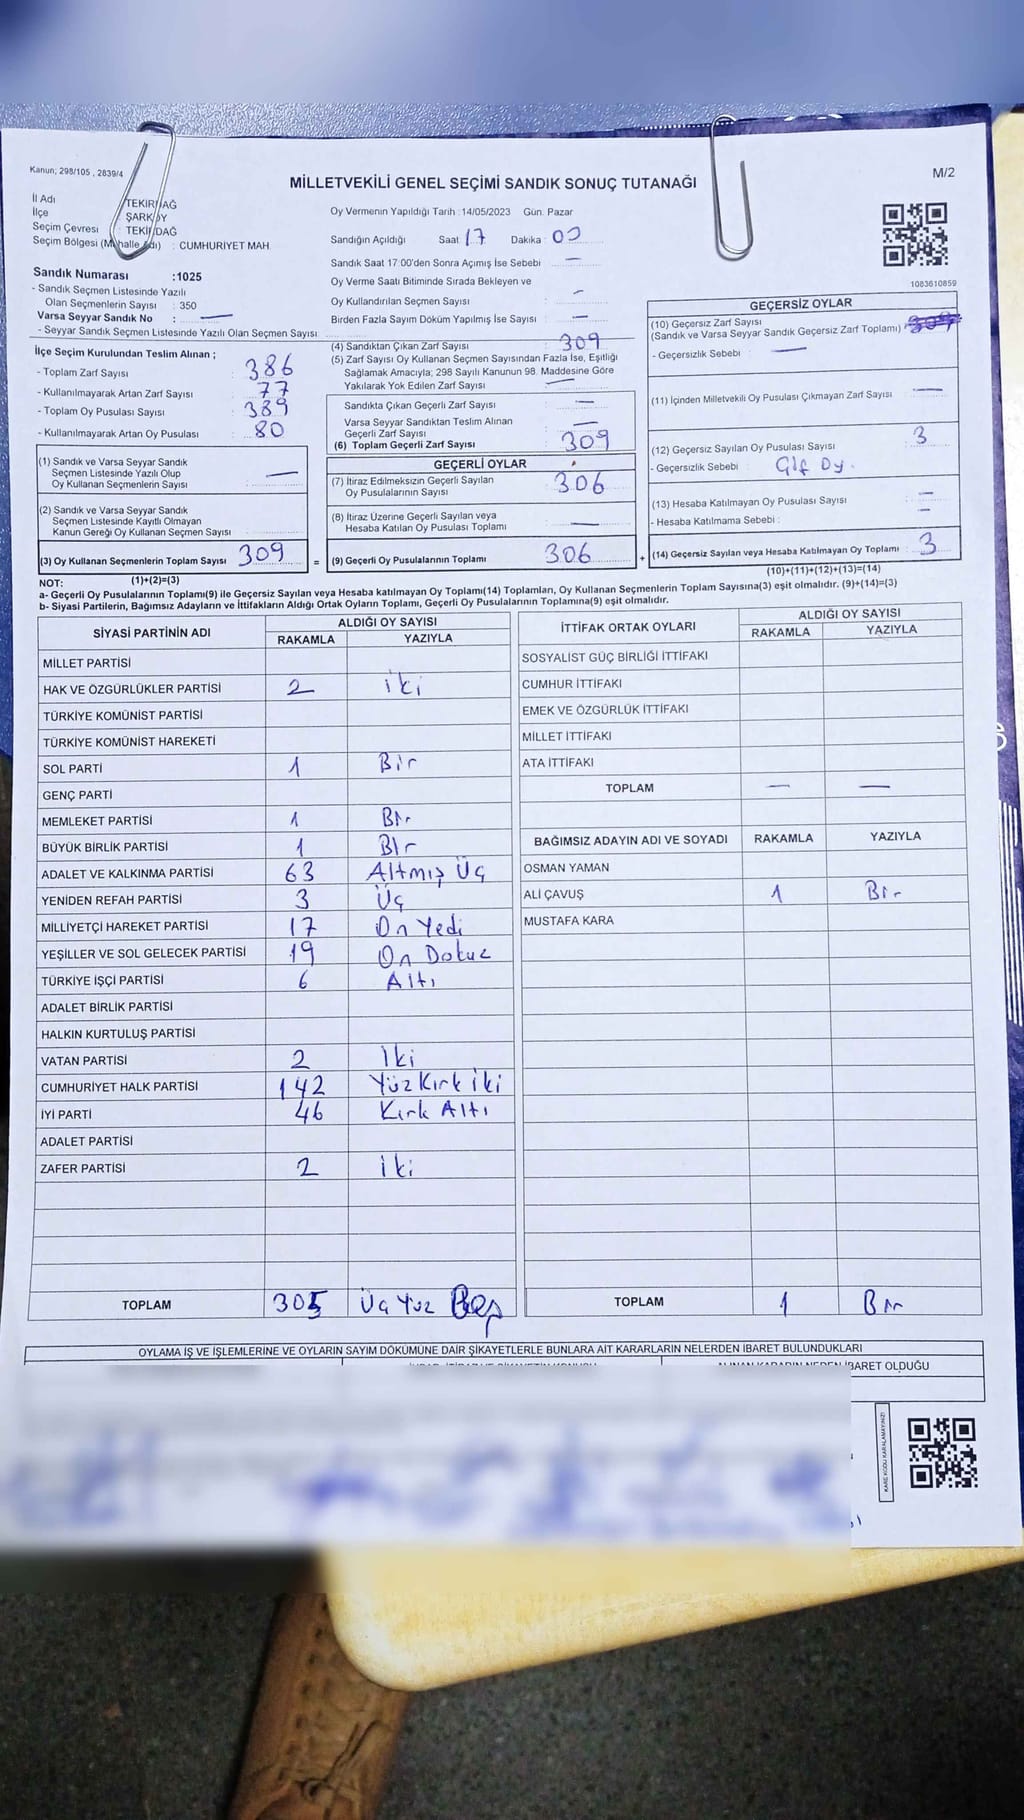 Kanun; 298/105 , 2839/4
M/2
MİLLETVEKİLİ GENEL SEÇİMİ SANDIK SONUÇ TUTANAĞI
İl Adı : TEKİRDAĞ
İlçe ŞARKÖY
Seçim Çevresi TEKİRDAĞ
Seçim Bölgesi (Mahalle Adı) : CUMHURIYET MAH.
Sandık Numarası :1025
- Sandık Seçmen Listesinde Yazılı
Olan Seçmenlerin Sayısı : 350
Varsa Seyyar Sandık No : —
- Seyyar Sandık Seçmen Listesinde Yazılı Olan Seçmen Sayısı
Oy Vermenin Yapıldığı Tarih :14/05/2023 Gün: Pazar
Sandığın Açıldığı Saat 17 Dakika : 00
Sandık Saat 17:00'den Sonra Açımış İse Sebebi : —
Oy Verme Saati Bitiminde Sırada Bekleyen ve
Oy Kullandırılan Seçmen Sayısı : —
Birden Fazla Sayım Döküm Yapılmış İse Sayısı : —
1083610859
İlçe Seçim Kurulundan Teslim Alınan ;
- Toplam Zarf Sayısı : 386
- Kullanılmayarak Artan Zarf Sayısı : 77
- Toplam Oy Pusulası Sayısı : 389
- Kullanılmayarak Artan Oy Pusulası : 80
(1) Sandık ve Varsa Seyyar Sandık
Seçmen Listesinde Yazılı Olup
Oy Kullanan Seçmenlerin Sayısı : —
(2) Sandık ve Varsa Seyyar Sandık
Seçmen Listesinde Kayıtlı Olmayan
Kanun Gereği Oy Kullanan Seçmen Sayısı :
(3) Oy Kullanan Seçmenlerin Toplam Sayısı : 309 =
(1)+(2)=(3)
(4) Sandıktan Çıkan Zarf Sayısı : 309
(5) Zarf Sayısı Oy Kullanan Seçmen Sayısından Fazla İse, Eşitliği
Sağlamak Amacıyla; 298 Sayılı Kanunun 98. Maddesine Göre
Yakılarak Yok Edilen Zarf Sayısı : —
Sandıkta Çıkan Geçerli Zarf Sayısı : —
Varsa Seyyar Sandıktan Teslim Alınan
Geçerli Zarf Sayısı : —
(6) Toplam Geçerli Zarf Sayısı : 309
GEÇERLİ OYLAR
(7) İtiraz Edilmeksizin Geçerli Sayılan
Oy Pusulalarının Sayısı : 306
(8) İtiraz Üzerine Geçerli Sayılan veya
Hesaba Katılan Oy Pusulası Toplamı : —
(9) Geçerli Oy Pusulalarının Toplamı : 306 +
GEÇERSİZ OYLAR
(10) Geçersiz Zarf Sayısı
(Sandık ve Varsa Seyyar Sandık Geçersiz Zarf Toplamı) :
- Geçersizlik Sebebi : —
(11) İçinden Milletvekili Oy Pusulası Çıkmayan Zarf Sayısı : —
(12) Geçersiz Sayılan Oy Pusulası Sayısı : 3
- Geçersizlik Sebebi : Çift Oy.
(13) Hesaba Katılmayan Oy Pusulası Sayısı : —
- Hesaba Katılmama Sebebi : —
(14) Geçersiz Sayılan veya Hesaba Katılmayan Oy Toplamı : 3
(10)+(11)+(12)+(13)=(14)
NOT:
a- Geçerli Oy Pusulalarının Toplamı(9) ile Geçersiz Sayılan veya Hesaba katılmayan Oy Toplamı(14) Toplamları, Oy Kullanan Seçmenlerin Toplam Sayısına(3) eşit olmalıdır. (9)+(14)=(3)
b- Siyasi Partilerin, Bağımsız Adayların ve İttifakların Aldığı Ortak Oyların Toplamı, Geçerli Oy Pusulalarının Toplamına(9) eşit olmalıdır.
SİYASİ PARTİNİN ADI ALDIĞI OY SAYISI
RAKAMLA YAZIYLA
MİLLET PARTİSİ
HAK VE ÖZGÜRLÜKLER PARTİSİ 2 iki
TÜRKİYE KOMÜNİST PARTİSİ
TÜRKİYE KOMÜNİST HAREKETİ
SOL PARTİ 1 Bir
GENÇ PARTİ
MEMLEKET PARTİSİ 1 Bir
BÜYÜK BİRLİK PARTİSİ 1 Bir
ADALET VE KALKINMA PARTİSİ 63 Altmış Üç
YENİDEN REFAH PARTİSİ 3 Üç
MİLLİYETÇİ HAREKET PARTİSİ 17 On Yedi
YEŞİLLER VE SOL GELECEK PARTİSİ 19 On Dokuz
TÜRKİYE İŞÇİ PARTİSİ 6 Altı
ADALET BİRLİK PARTİSİ
HALKIN KURTULUŞ PARTİSİ
VATAN PARTİSİ 2 İki
CUMHURİYET HALK PARTİSİ 142 Yüz Kırk iki
İYİ PARTİ 46 Kırk Altı
ADALET PARTİSİ
ZAFER PARTİSİ 2 iki
TOPLAM 305 Üç Yüz Beş
İTTİFAK ORTAK OYLARI ALDIĞI OY SAYISI
RAKAMLA YAZIYLA
SOSYALIST GÜÇ BİRLİĞİ İTTİFAKI
CUMHUR İTTİFAKI
EMEK VE ÖZGÜRLÜK İTTİFAKI
MİLLET İTTİFAKI
ATA İTTİFAKI
TOPLAM — —
BAĞIMSIZ ADAYIN ADI VE SOYADI RAKAMLA YAZIYLA
OSMAN YAMAN
ALİ ÇAVUŞ 1 Bir
MUSTAFA KARA
TOPLAM 1 Bir
OYLAMA İŞ VE İŞLEMLERINE VE OYLARIN SAYIM DÖKÜMÜNE DAİR ŞİKAYETLERLE BUNLARA AİT KARARLARIN NELERDEN İBARET BULUNDUKLARI
ALINAN KARARIN NEDEN İBARET OLDUĞU
KARE KODU KARALAMAYINIZ!